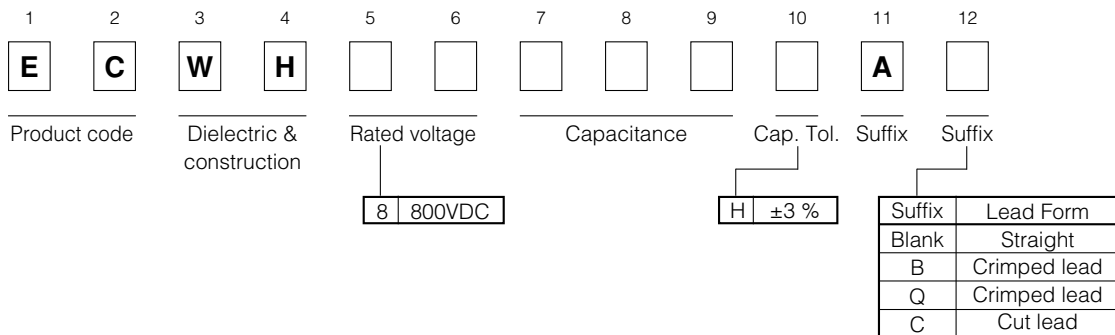 1 2 3 4 5 6 7 8 9 10 11 12
E C W H A
Product code Dielectric & construction Rated voltage Capacitance Cap. Tol. Suffix Suffix
8 800VDC
H ±3 %
Suffix Lead Form
Blank Straight
B Crimped lead
Q Crimped lead
C Cut lead